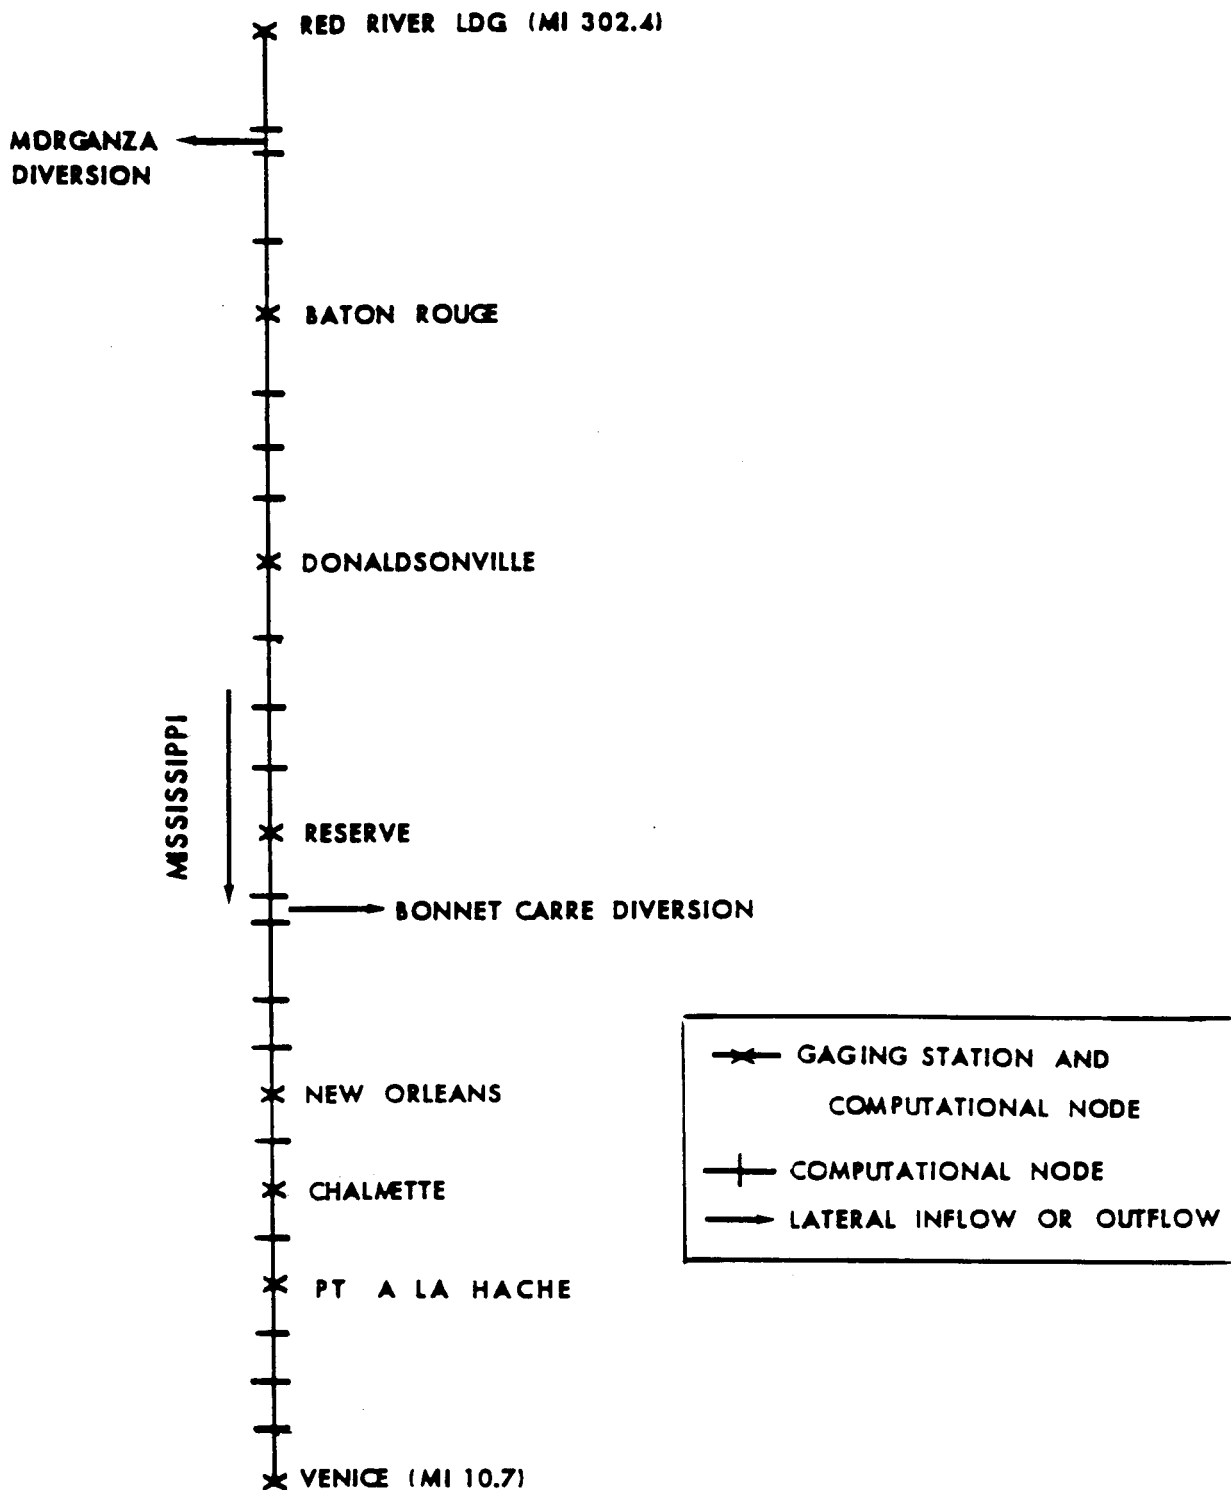 RED RIVER LDG (MI 302.4)
MORGANZA
DIVERSION
BATON ROUGE
DONALDSONVILLE
MISSISSIPPI
RESERVE
BONNET CARRE DIVERSION
NEW ORLEANS
CHALMETTE
PT A LA HACHE
VENICE (MI 10.7)
GAGING STATION AND
COMPUTATIONAL NODE
COMPUTATIONAL NODE
LATERAL INFLOW OR OUTFLOW